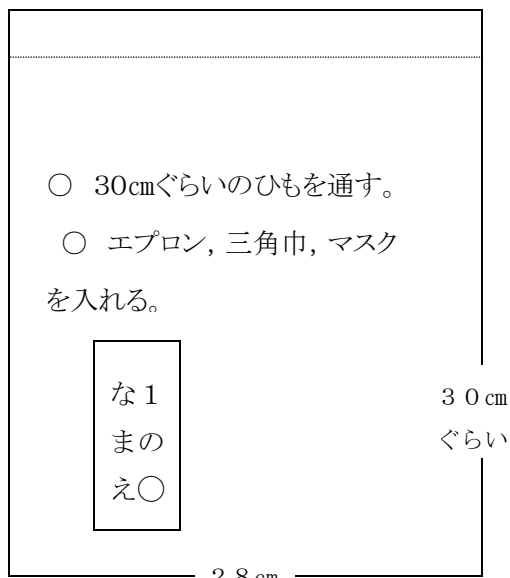 ○ 30㎝ぐらいのひもを通す。
○ エプロン，三角巾，マスク
を入れる。
1の○
なまえ
３０㎝
ぐらい
２８㎝